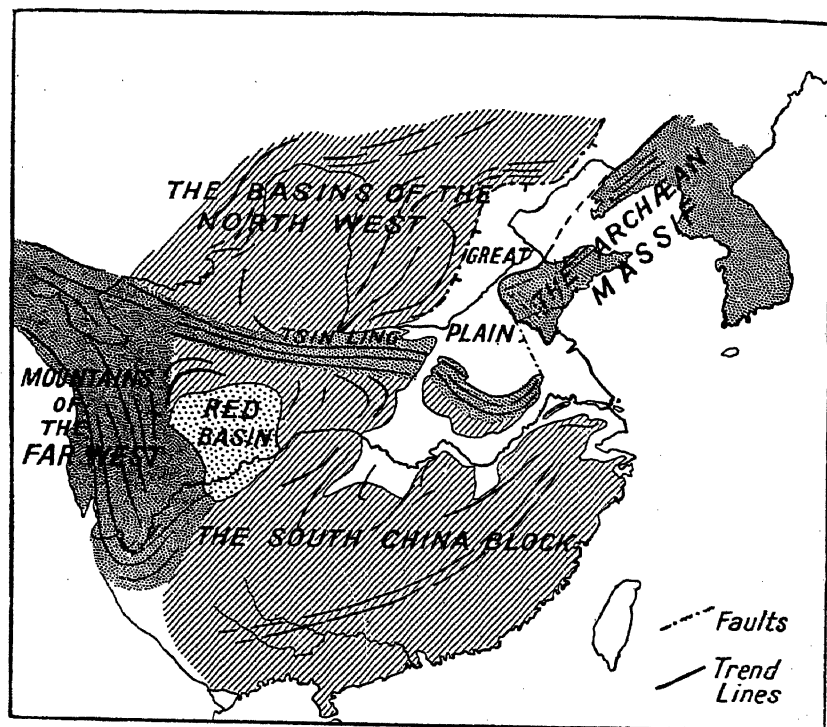 THE BASINS OF THE
NORTH WEST
THE ARCHÆAN
MASSIF
GREAT
PLAIN
TSIN LING
MOUNTAINS
OF
THE
FAR WEST
RED
BASIN
THE SOUTH CHINA BLOCK
Faults
Trend
Lines